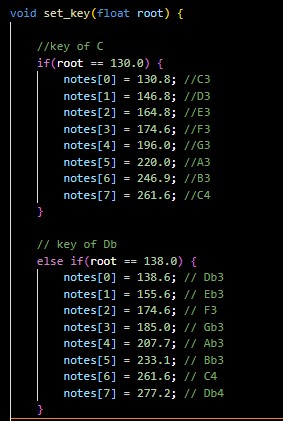 void set_key(float root) {
//key of C
if(root == 130.0) {
notes[0] = 130.8; //C3
notes[1] = 146.8; //D3
notes[2] = 164.8; //E3
notes[3] = 174.6; //F3
notes[4] = 196.0; //G3
notes[5] = 220.0; //A3
notes[6] = 246.9; //B3
notes[7] = 261.6; //C4
}
// key of Db
else if(root == 138.0) {
notes[0] = 138.6; // Db3
notes[1] = 155.6; // Eb3
notes[2] = 174.6; // F3
notes[3] = 185.0; // Gb3
notes[4] = 207.7; // Ab3
notes[5] = 233.1; // Bb3
notes[6] = 261.6; // C4
notes[7] = 277.2; // Db4
}